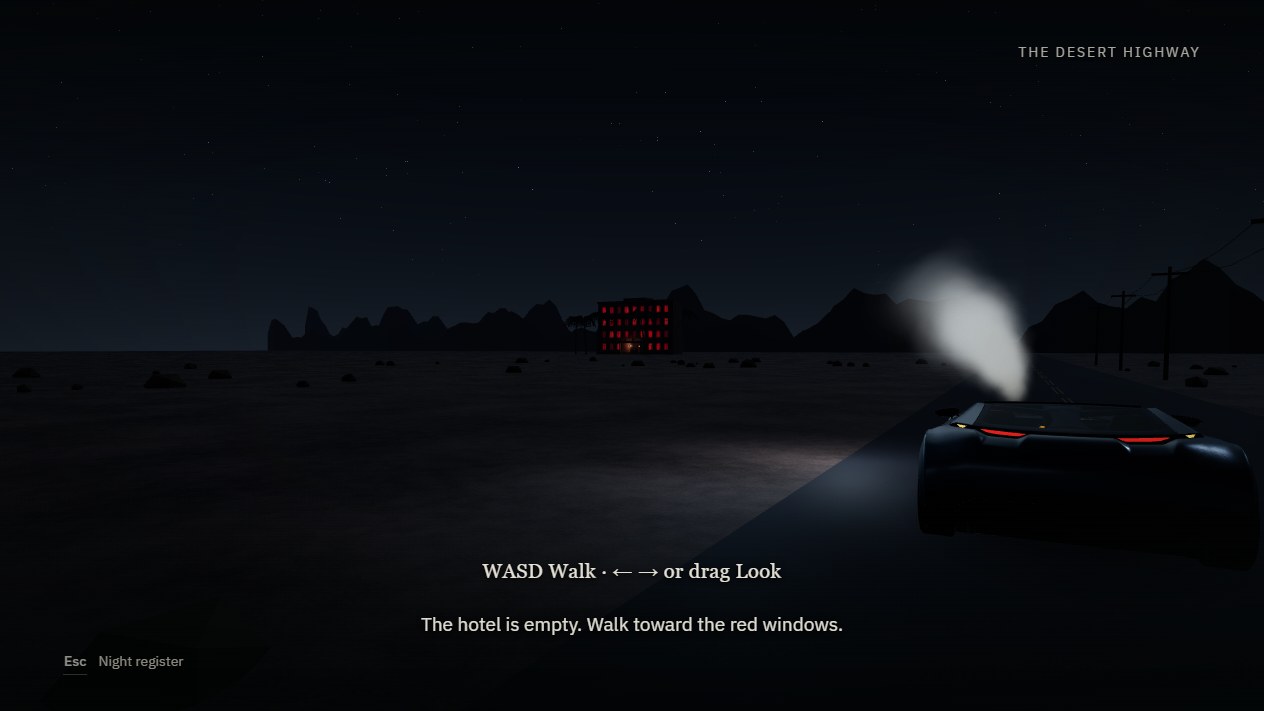 THE DESERT HIGHWAY
WASD Walk · ← → or drag Look
The hotel is empty. Walk toward the red windows.
Esc Night register